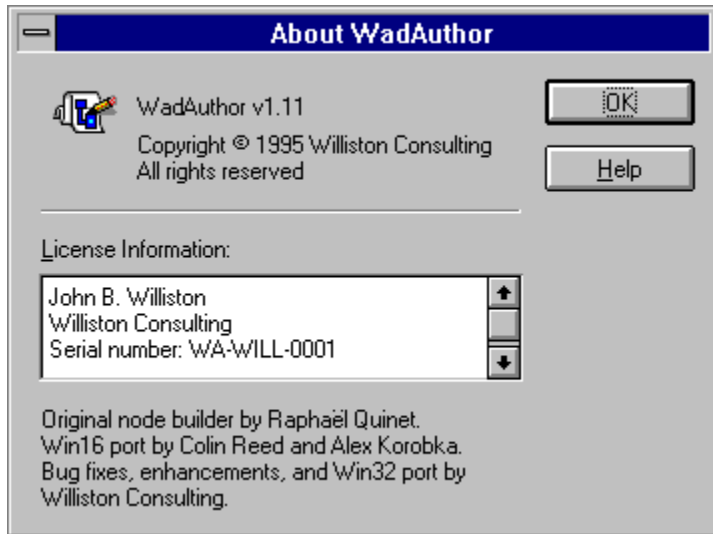 About WadAuthor
WadAuthor v1.11
Copyright © 1995 Williston Consulting
All rights reserved
OK
Help
License Information:
John B. Williston
Williston Consulting
Serial number: WA-WILL-0001
Original node builder by Raphaël Quinet.
Win16 port by Colin Reed and Alex Korobka.
Bug fixes, enhancements, and Win32 port by
Williston Consulting.